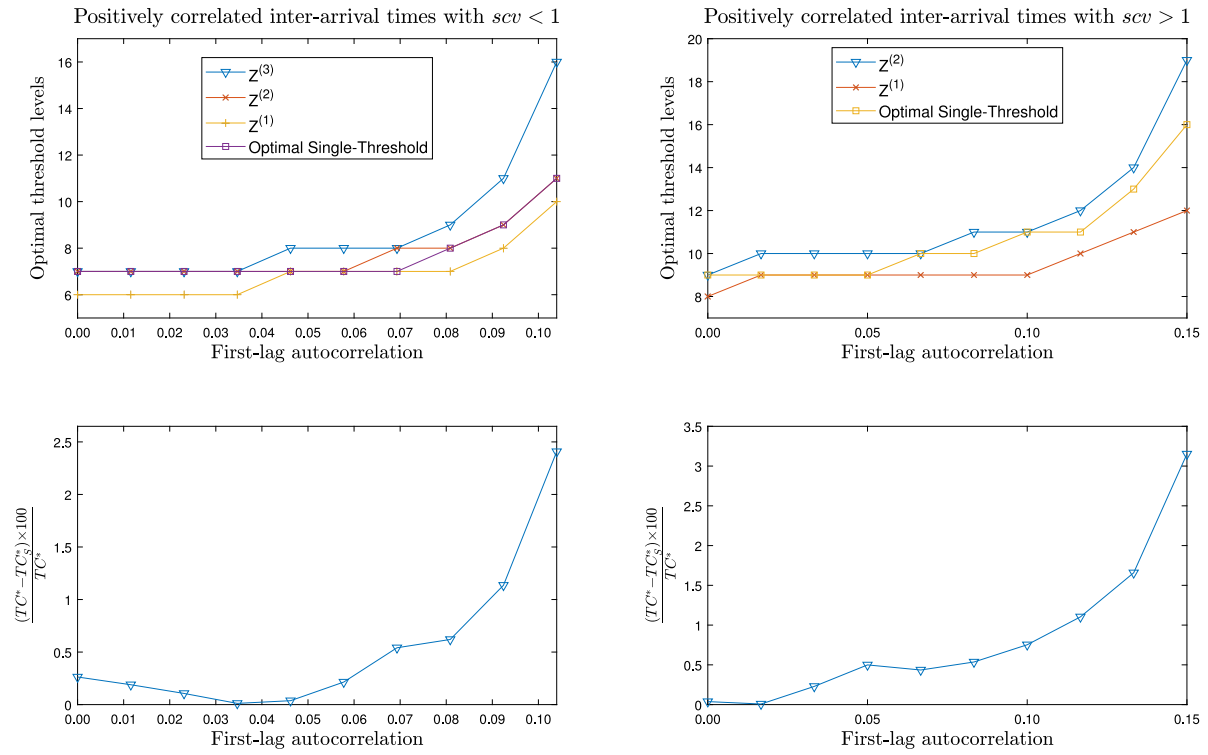 Positively correlated inter-arrival times with scv < 1
Optimal threshold levels
16
14
12
10
8
6
Z(3)
Z(2)
Z(1)
Optimal Single-Threshold
0.00 0.01 0.02 0.03 0.04 0.05 0.06 0.07 0.08 0.09 0.10
First-lag autocorrelation
Positively correlated inter-arrival times with scv > 1
Optimal threshold levels
20
18
16
14
12
10
8
Z(2)
Z(1)
Optimal Single-Threshold
0.00 0.05 0.10 0.15
First-lag autocorrelation
(TC*−TC*S)×100
TC*
2.5
2
1.5
1
0.5
0
0.00 0.01 0.02 0.03 0.04 0.05 0.06 0.07 0.08 0.09 0.10
First-lag autocorrelation
(TC*−TC*S)×100
TC*
3.5
3
2.5
2
1.5
1
0.5
0
0.00 0.05 0.10 0.15
First-lag autocorrelation